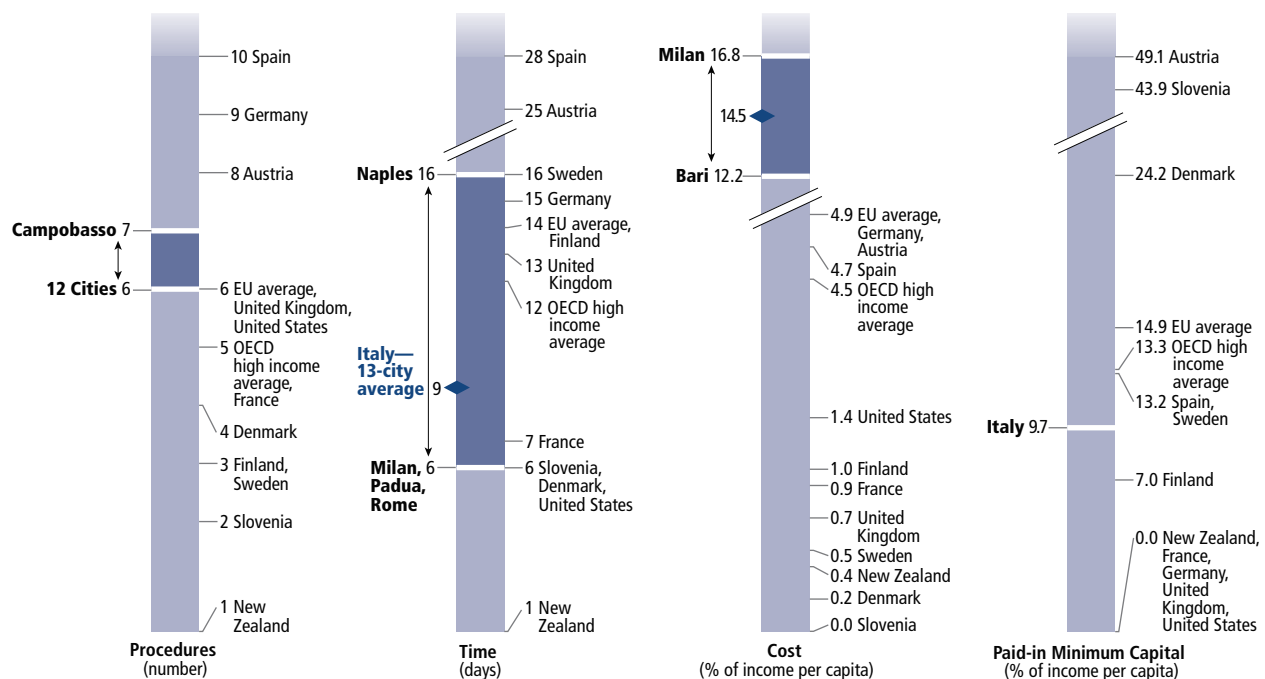 10 Spain
9 Germany
8 Austria
Campobasso 7
12 Cities 6
6 EU average,
United Kingdom,
United States
5 OECD
high income
average,
France
4 Denmark
3 Finland,
Sweden
2 Slovenia
1 New
Zealand
Procedures
(number)
28 Spain
25 Austria
Naples 16
16 Sweden
15 Germany
14 EU average,
Finland
13 United
Kingdom
12 OECD high
income
average
Italy—
13-city
average 9
7 France
Milan, 6
Padua,
Rome
6 Slovenia,
Denmark,
United States
1 New
Zealand
Time
(days)
Milan 16.8
14.5
Bari 12.2
4.9 EU average,
Germany,
Austria
4.7 Spain
4.5 OECD high
income
average
1.4 United States
1.0 Finland
0.9 France
0.7 United
Kingdom
0.5 Sweden
0.4 New Zealand
0.2 Denmark
0.0 Slovenia
Cost
(% of income per capita)
49.1 Austria
43.9 Slovenia
24.2 Denmark
14.9 EU average
13.3 OECD high
income
average
13.2 Spain,
Sweden
Italy 9.7
7.0 Finland
0.0 New Zealand,
France,
Germany,
United
Kingdom,
United States
Paid-in Minimum Capital
(% of income per capita)